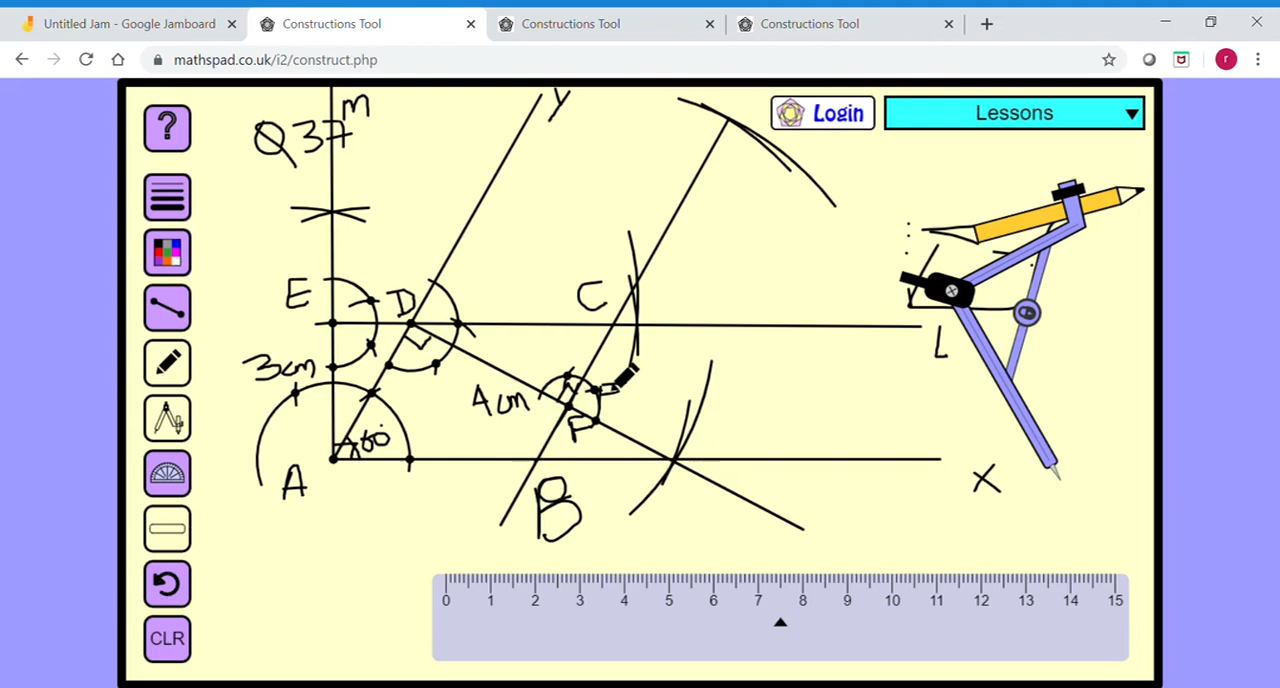 Untitled Jam - Google Jamboard
Constructions Tool
Constructions Tool
Constructions Tool
mathspad.co.uk/i2/construct.php
?
CLR
Login
Lessons
Q37
m
y
E
D
C
L
3cm
4cm
P
A
60°
B
X
0 1 2 3 4 5 6 7 8 9 10 11 12 13 14 15